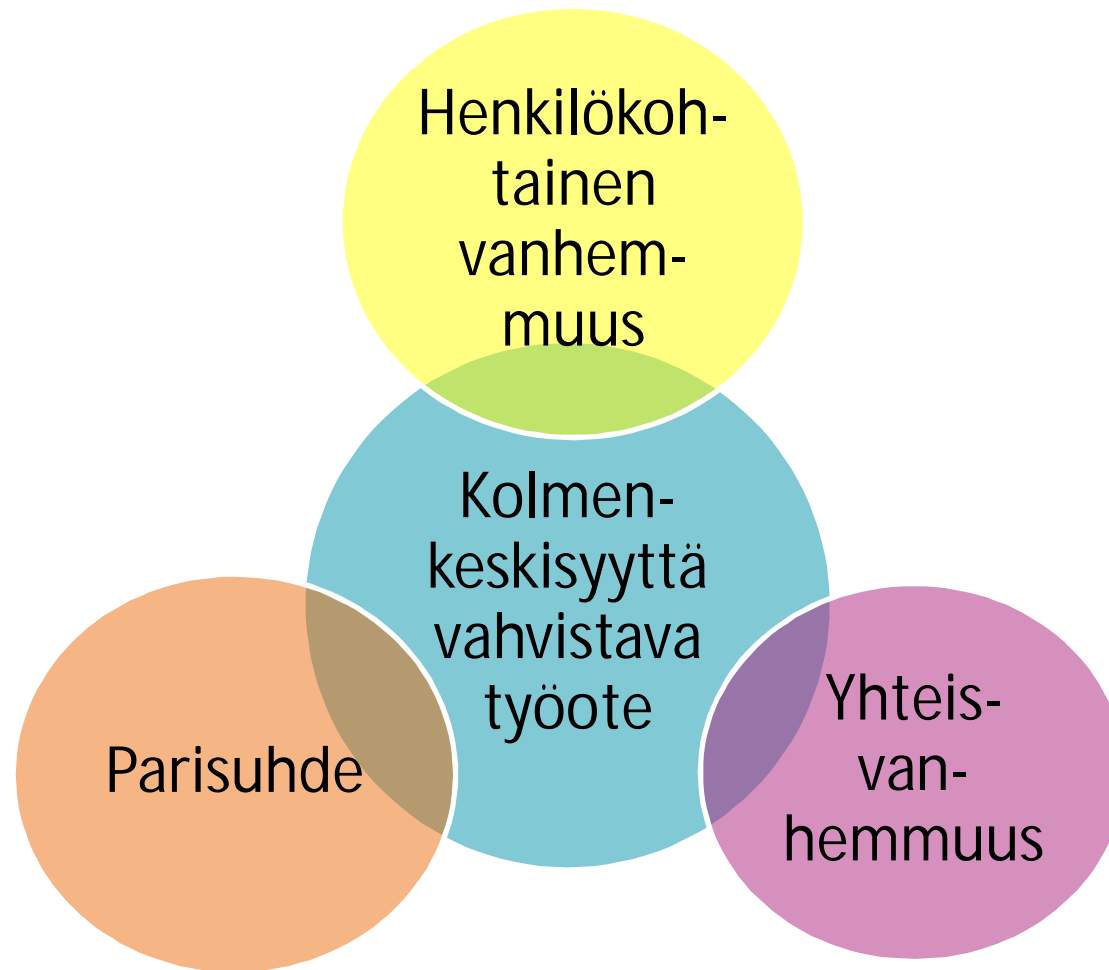 Henkilökoh-
tainen
vanhem-
muus
Kolmen-
keskisyyttä
vahvistava
työote
Parisuhde
Yhteis-
van-
hemmuus